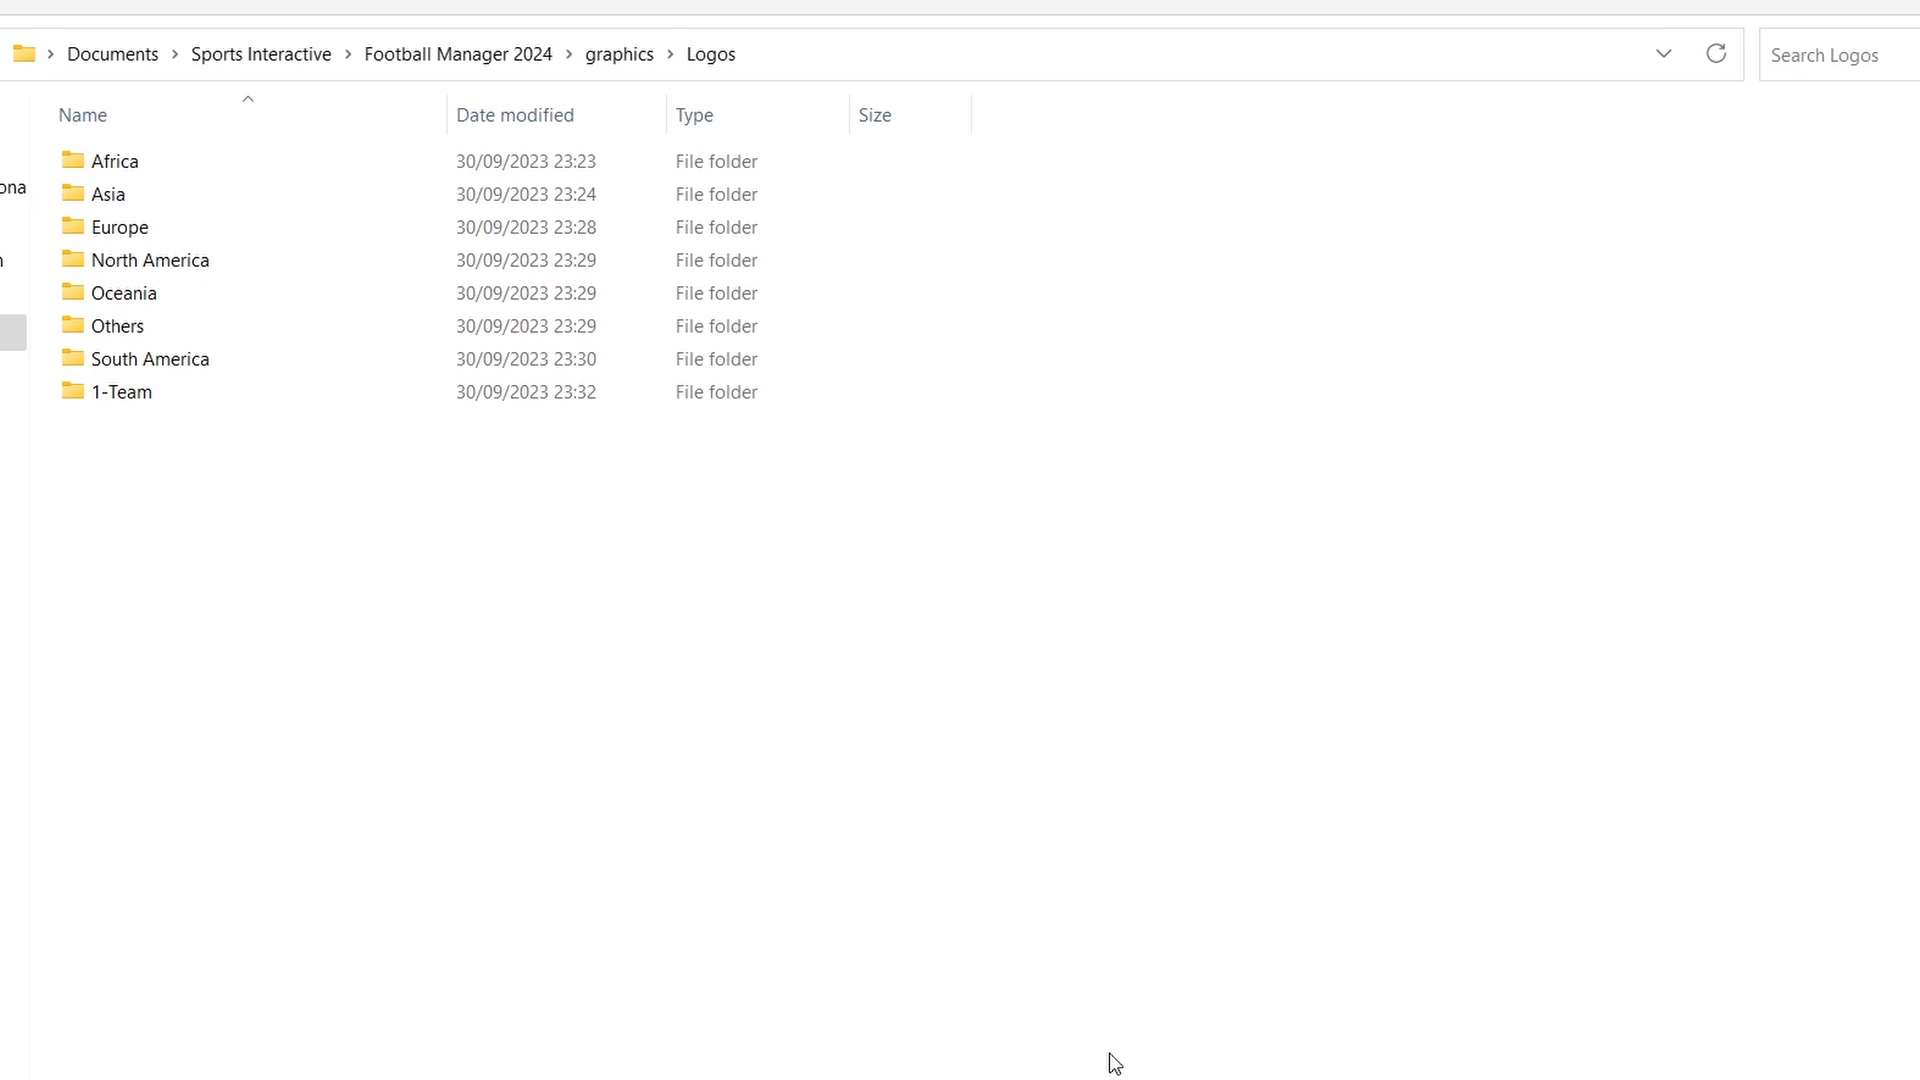 Documents > Sports Interactive > Football Manager 2024 > graphics > Logos
Search Logos
Name Date modified Type Size
Africa 30/09/2023 23:23 File folder
Asia 30/09/2023 23:24 File folder
ona
Europe 30/09/2023 23:28 File folder
North America 30/09/2023 23:29 File folder
Oceania 30/09/2023 23:29 File folder
Others 30/09/2023 23:29 File folder
South America 30/09/2023 23:30 File folder
1-Team 30/09/2023 23:32 File folder